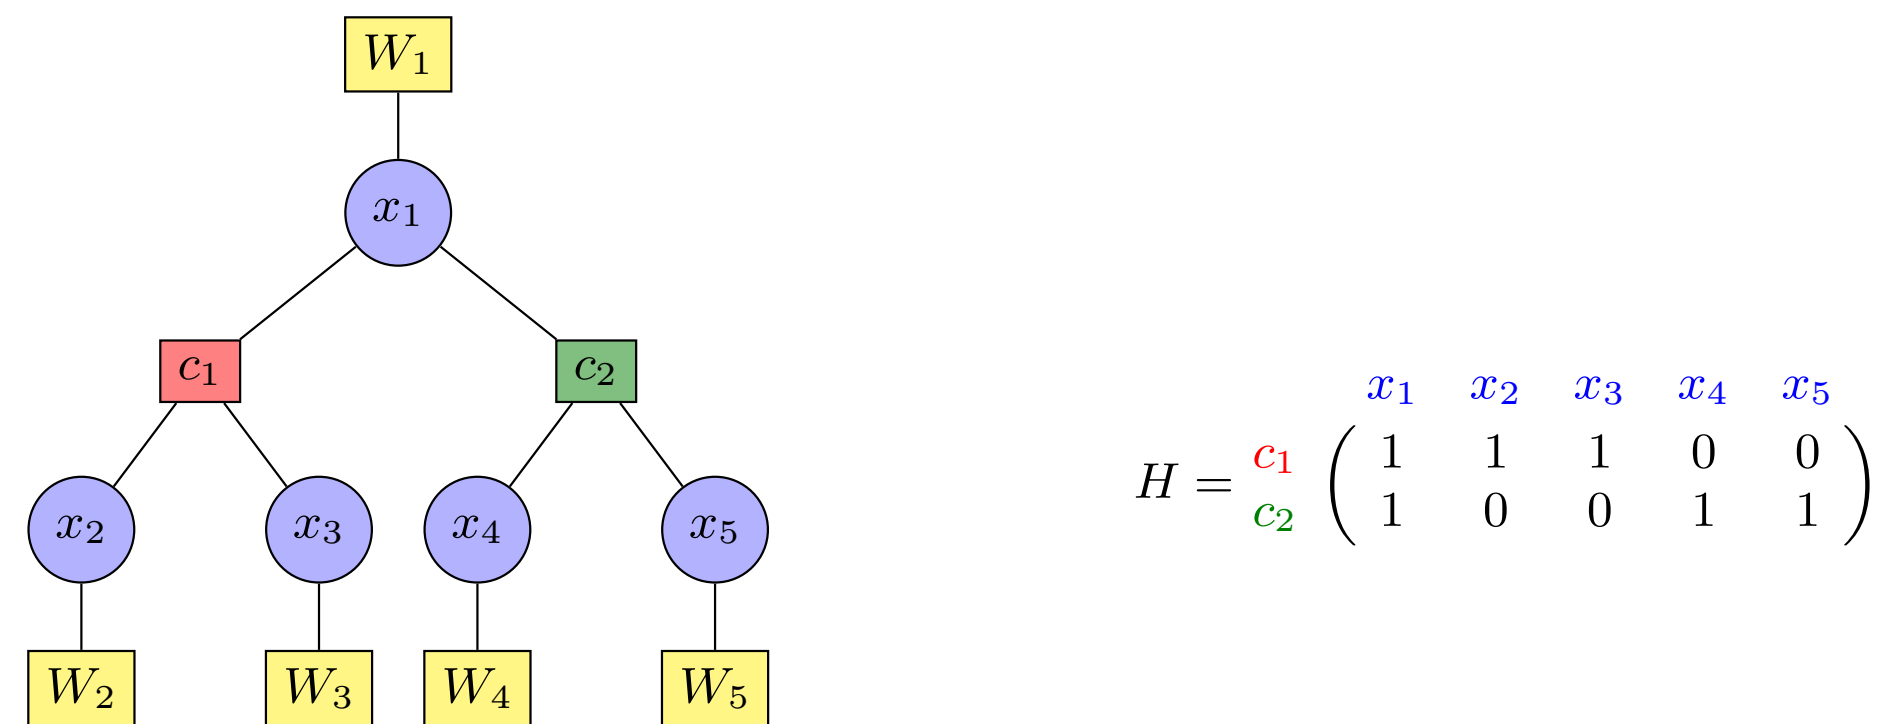 W₁
x₁
c₁ c₂
x₂ x₃ x₄ x₅
W₂ W₃ W₄ W₅
x₁ x₂ x₃ x₄ x₅
H = c₁ ( 1 1 1 0 0 )
c₂ ( 1 0 0 1 1 )